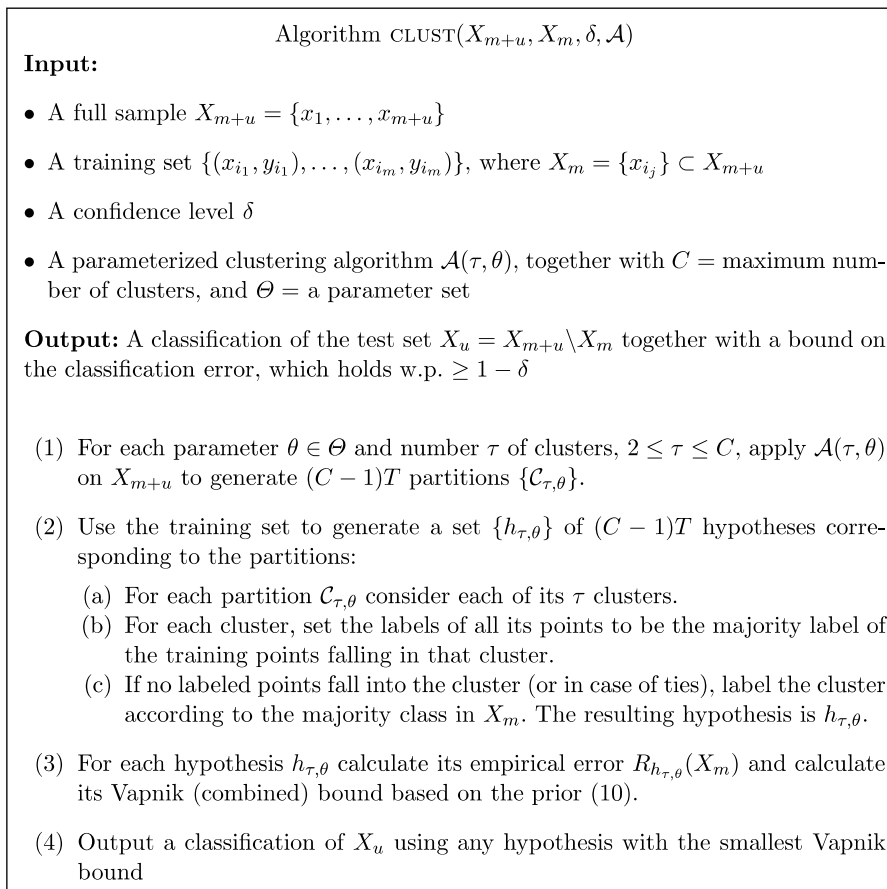 Algorithm CLUST(X_{m+u}, X_m, δ, 𝒜)
Input:
• A full sample X_{m+u} = {x_1, . . . , x_{m+u}}
• A training set {(x_{i_1}, y_{i_1}), . . . , (x_{i_m}, y_{i_m})}, where X_m = {x_{i_j}} ⊂ X_{m+u}
• A confidence level δ
• A parameterized clustering algorithm 𝒜(τ, θ), together with C = maximum num-
ber of clusters, and Θ = a parameter set
Output: A classification of the test set X_u = X_{m+u}\X_m together with a bound on
the classification error, which holds w.p. ≥ 1 − δ
(1) For each parameter θ ∈ Θ and number τ of clusters, 2 ≤ τ ≤ C, apply 𝒜(τ, θ)
on X_{m+u} to generate (C − 1)T partitions {𝒞_{τ,θ}}.
(2) Use the training set to generate a set {h_{τ,θ}} of (C − 1)T hypotheses corre-
sponding to the partitions:
(a) For each partition 𝒞_{τ,θ} consider each of its τ clusters.
(b) For each cluster, set the labels of all its points to be the majority label of
the training points falling in that cluster.
(c) If no labeled points fall into the cluster (or in case of ties), label the cluster
according to the majority class in X_m. The resulting hypothesis is h_{τ,θ}.
(3) For each hypothesis h_{τ,θ} calculate its empirical error R_{h_{τ,θ}}(X_m) and calculate
its Vapnik (combined) bound based on the prior (10).
(4) Output a classification of X_u using any hypothesis with the smallest Vapnik
bound